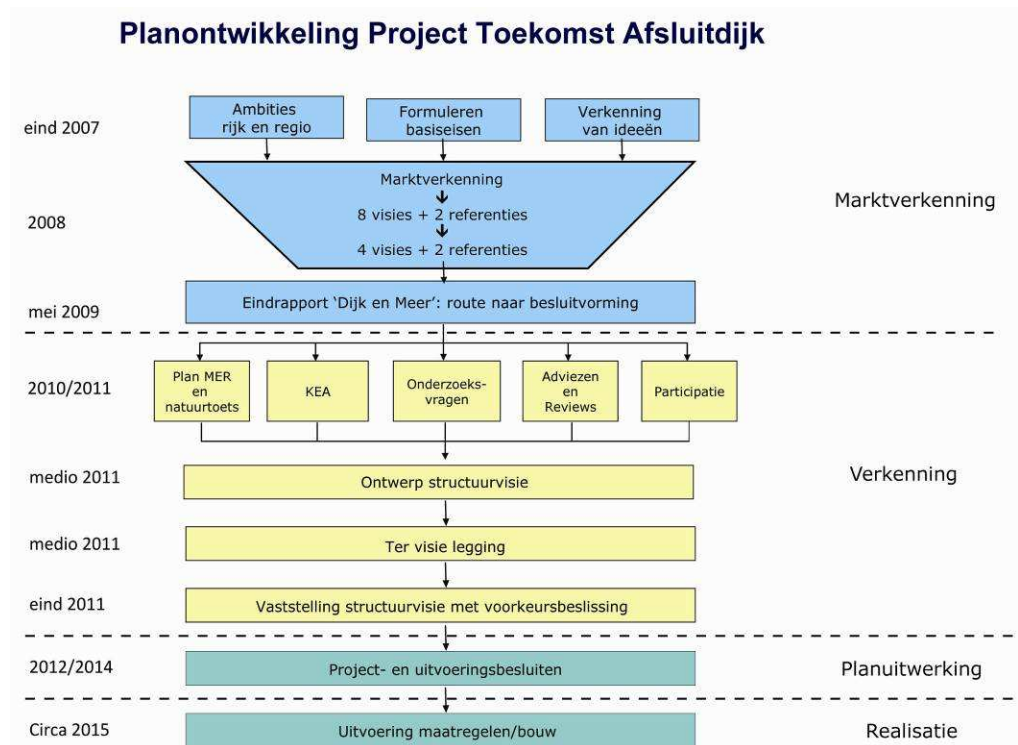 Planontwikkeling Project Toekomst Afsluitdijk
eind 2007
Ambities
rijk en regio
Formuleren
basiseisen
Verkenning
van ideeën
2008
Marktverkenning
8 visies + 2 referenties
4 visies + 2 referenties
Marktverkenning
mei 2009
Eindrapport ‘Dijk en Meer’: route naar besluitvorming
2010/2011
Plan MER
en
natuurtoets
KEA
Onderzoeks-
vragen
Adviezen
en
Reviews
Participatie
medio 2011
Ontwerp structuurvisie
Verkenning
medio 2011
Ter visie legging
eind 2011
Vaststelling structuurvisie met voorkeursbeslissing
2012/2014
Project- en uitvoeringsbesluiten
Planuitwerking
Circa 2015
Uitvoering maatregelen/bouw
Realisatie